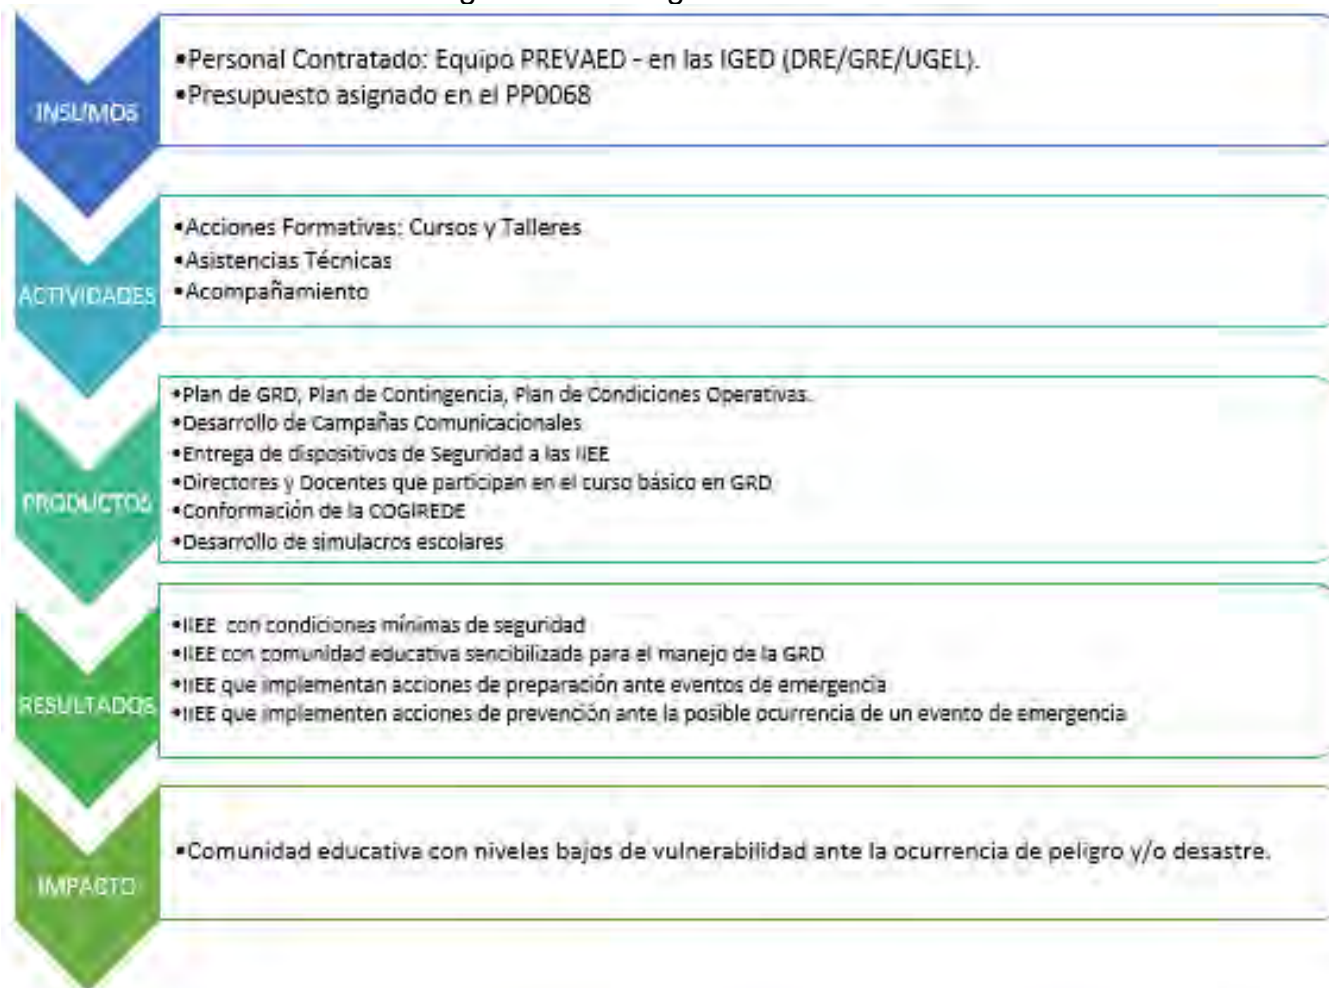 INSUMOS
•Personal Contratado: Equipo PREVAED - en las IGED (DRE/GRE/UGEL).
•Presupuesto asignado en el PP0068
ACTIVIDADES
•Acciones Formativas: Cursos y Talleres
•Asistencias Técnicas
•Acompañamiento
PRODUCTOS
•Plan de GRD, Plan de Contingencia, Plan de Condiciones Operativas.
•Desarrollo de Campañas Comunicacionales
•Entrega de dispositivos de Seguridad a las IIEE
•Directores y Docentes que participan en el curso básico en GRD
•Conformación de la COGIREDE
•Desarrollo de simulacros escolares
RESULTADOS
•IIEE con condiciones mínimas de seguridad
•IIEE con comunidad educativa sencibilizada para el manejo de la GRD
•IIEE que implementan acciones de preparación ante eventos de emergencia
•IIEE que implementen acciones de prevención ante la posible ocurrencia de un evento de emergencia
IMPACTO
•Comunidad educativa con niveles bajos de vulnerabilidad ante la ocurrencia de peligro y/o desastre.